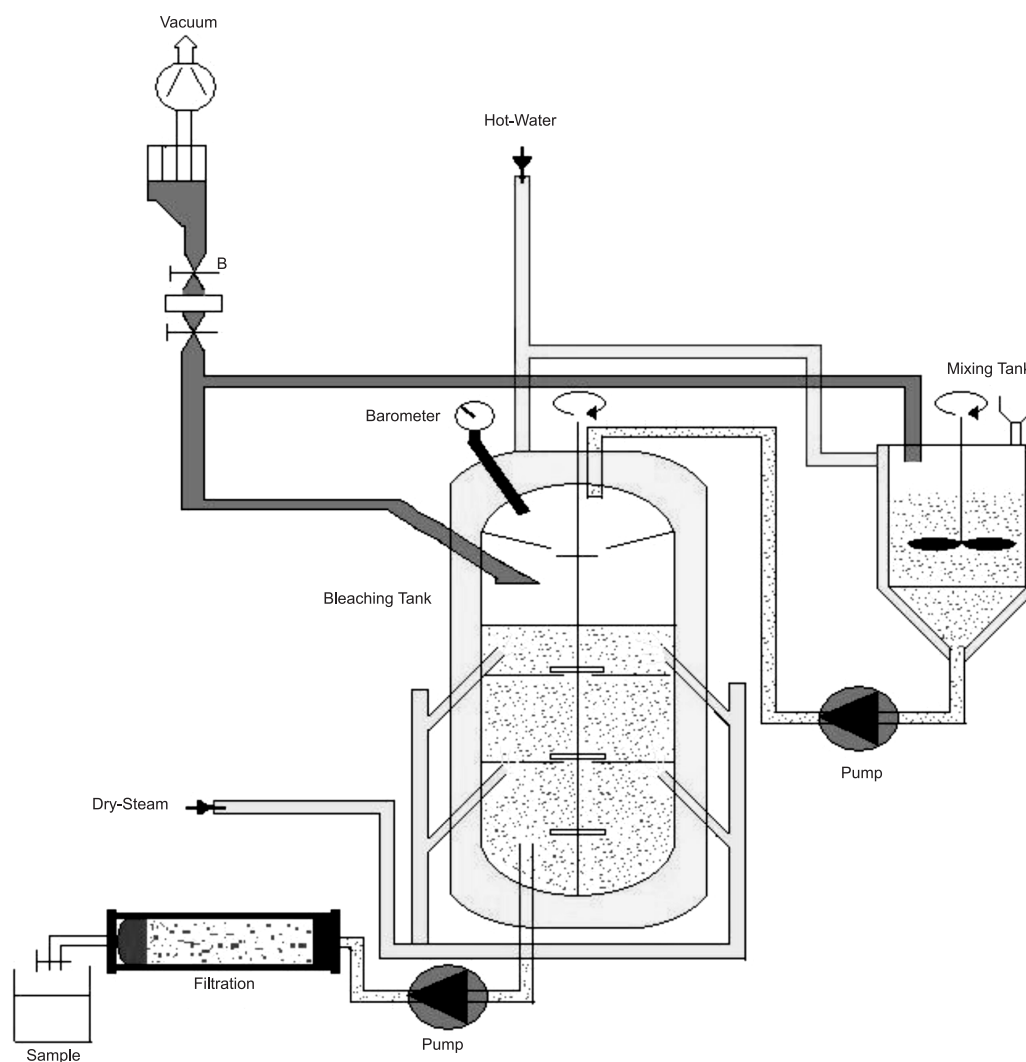 Vacuum
Hot-Water
B
Mixing Tank
Barometer
Bleaching Tank
Pump
Dry-Steam
Filtration
Pump
Sample